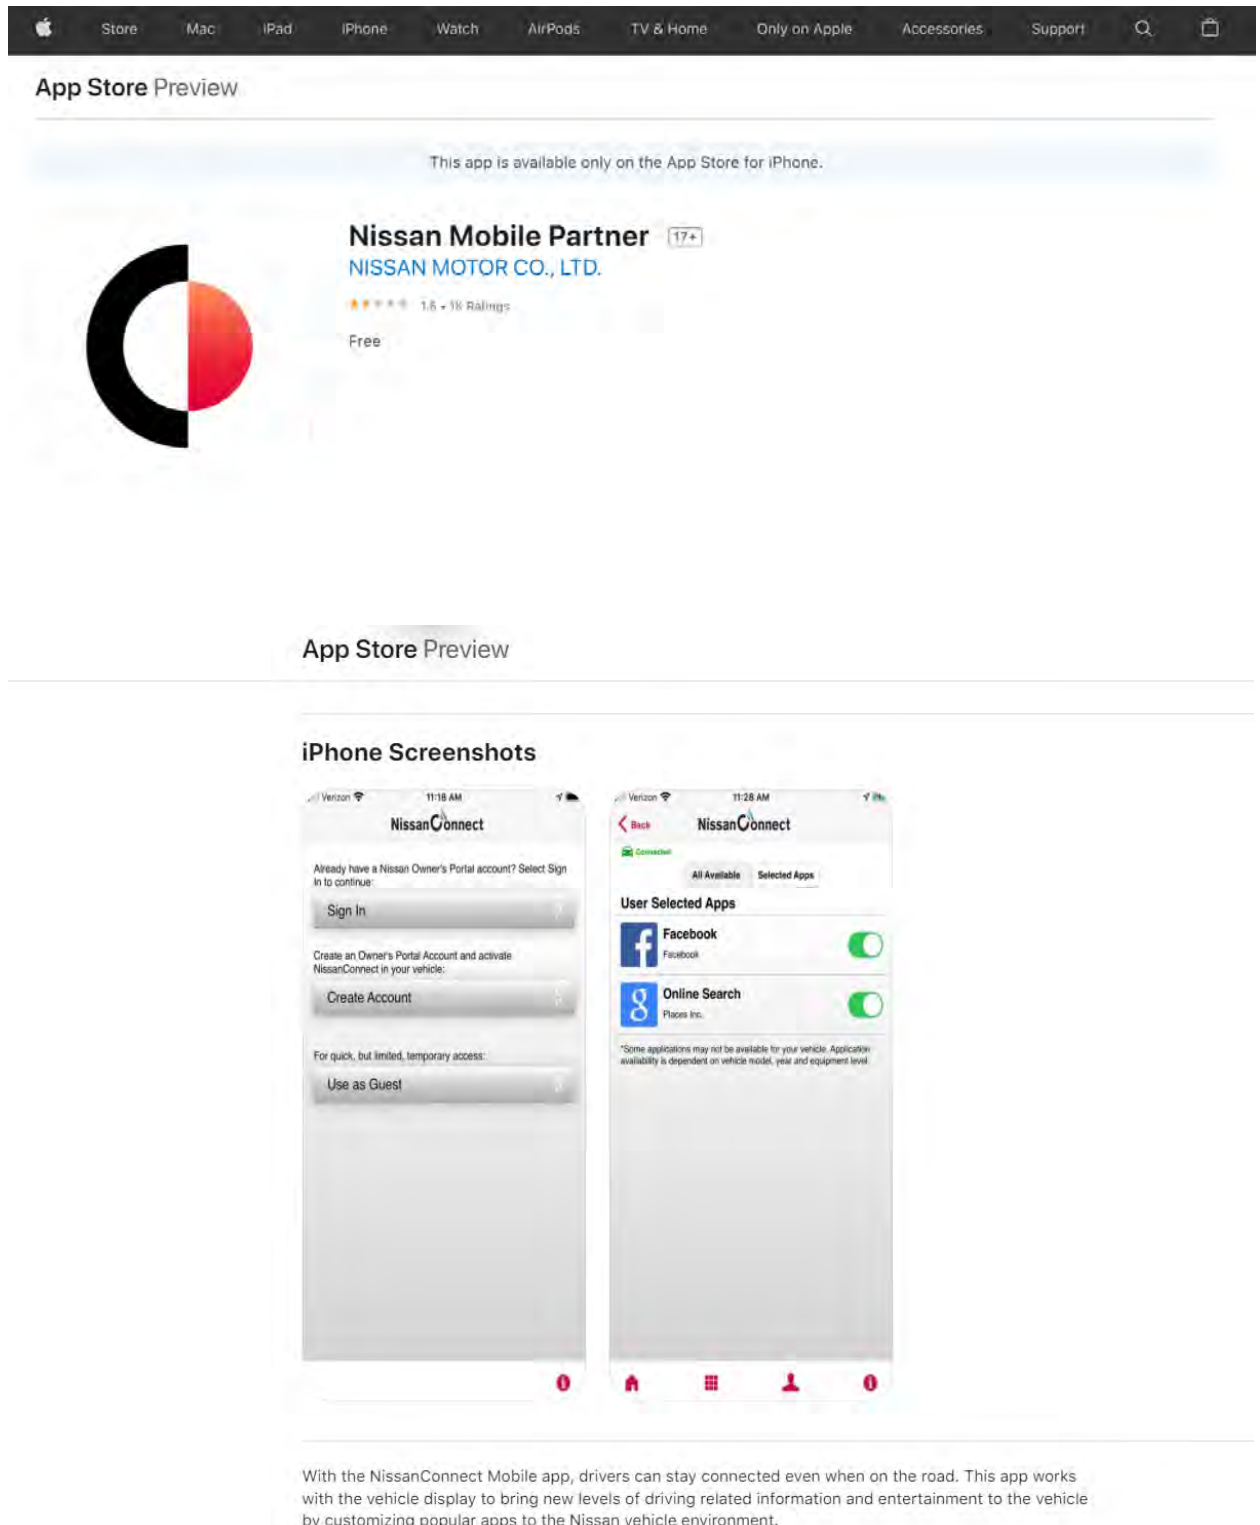 Store Mac iPad iPhone Watch AirPods TV & Home Only on Apple Accessories Support
App Store Preview
This app is available only on the App Store for iPhone.
Nissan Mobile Partner 17+
NISSAN MOTOR CO., LTD.
1.6 • 1K Ratings
Free
App Store Preview
iPhone Screenshots
Verizon 11:18 AM
NissanConnect
Already have a Nissan Owner's Portal account? Select Sign
In to continue:
Sign In
Create an Owner's Portal Account and activate
NissanConnect in your vehicle:
Create Account
For quick, but limited, temporary access:
Use as Guest
Verizon 11:28 AM
Back NissanConnect
Connected
All Available Selected Apps
User Selected Apps
Facebook
Facebook
Online Search
Places Inc.
*Some applications may not be available for your vehicle. Application
availability is dependent on vehicle model, year and equipment level.
With the NissanConnect Mobile app, drivers can stay connected even when on the road. This app works
with the vehicle display to bring new levels of driving related information and entertainment to the vehicle
by customizing popular apps to the Nissan vehicle environment.